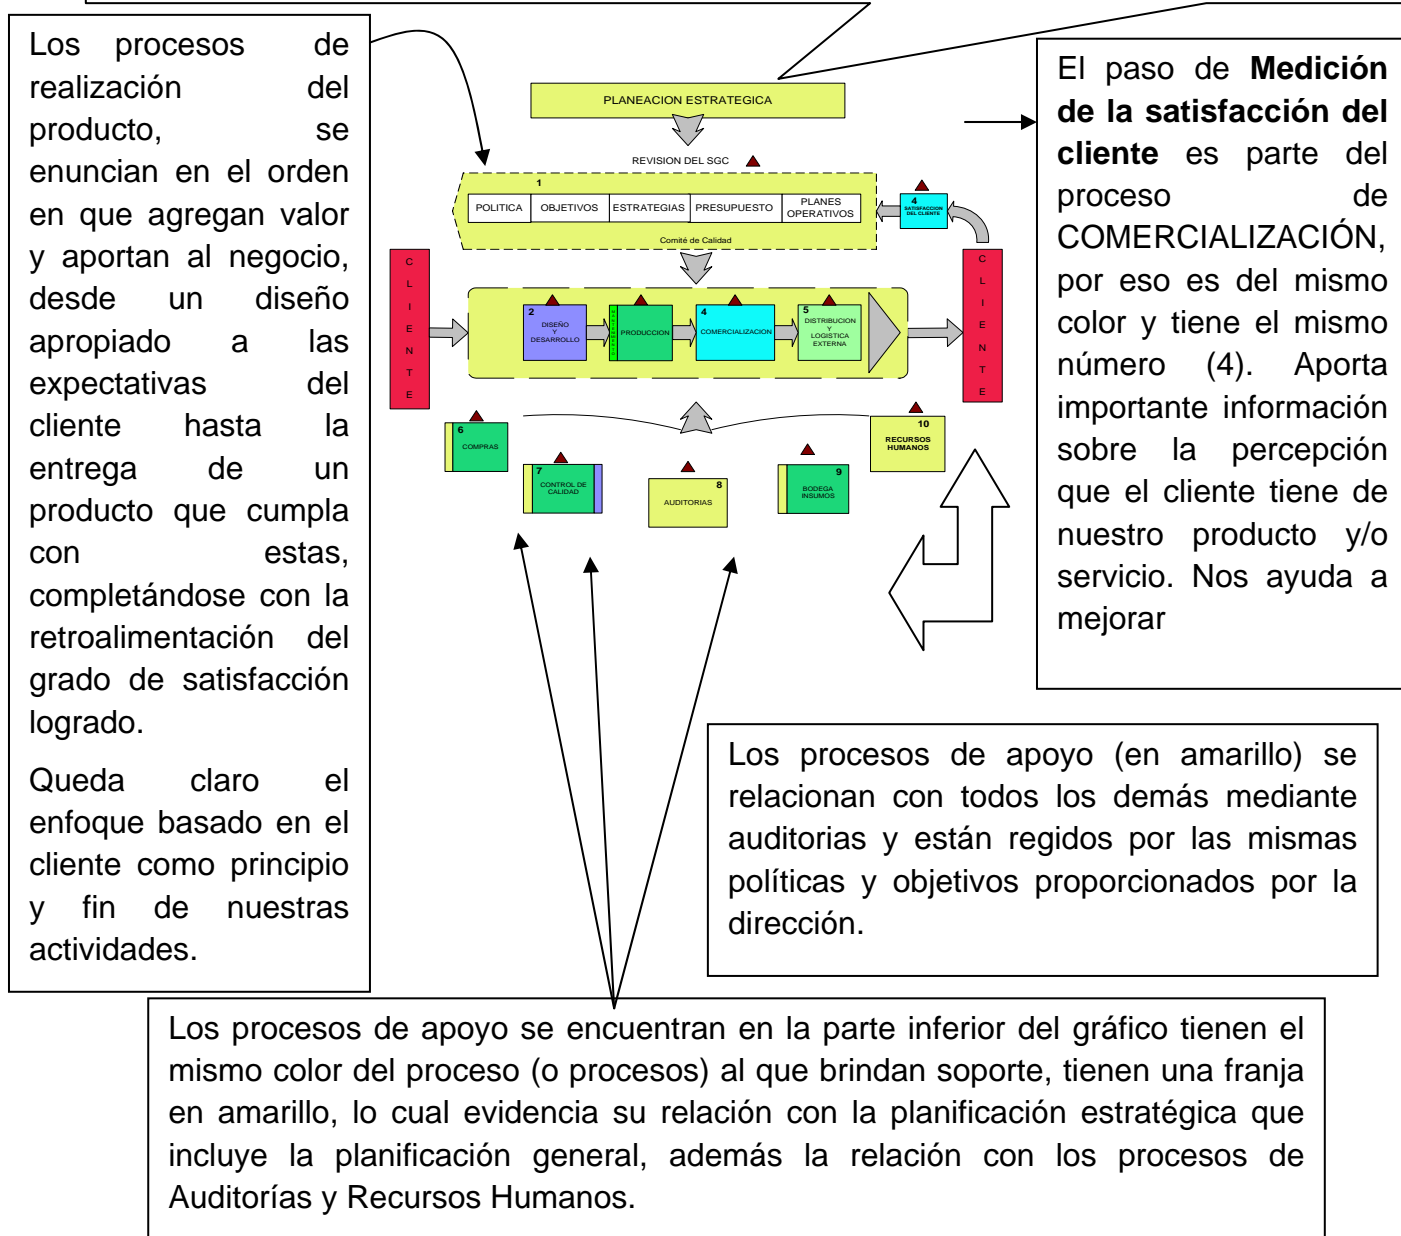 Los procesos de
realización del
producto, se
enuncian en el orden
en que agregan valor
y aportan al negocio,
desde un diseño
apropiado a las
expectativas del
cliente hasta la
entrega de un
producto que cumpla
con estas,
completándose con la
retroalimentación del
grado de satisfacción
logrado.
Queda claro el
enfoque basado en el
cliente como principio
y fin de nuestras
actividades.
PLANEACION ESTRATEGICA
REVISION DEL SGC
1
POLITICA OBJETIVOS ESTRATEGIAS PRESUPUESTO PLANES
OPERATIVOS
Comité de Calidad
4
SATISFACCION
DEL CLIENTE
C
L
I
E
N
T
E
2
DISEÑO
Y
DESARROLLO
PRODUCCION
4
COMERCIALIZACION
5
DISTRIBUCION
Y
LOGISTICA
EXTERNA
C
L
I
E
N
T
E
6
COMPRAS
7
CONTROL DE
CALIDAD
8
AUDITORIAS
9
BODEGA
INSUMOS
10
RECURSOS
HUMANOS
El paso de Medición
de la satisfacción del
cliente es parte del
proceso de
COMERCIALIZACIÓN,
por eso es del mismo
color y tiene el mismo
número (4). Aporta
importante información
sobre la percepción
que el cliente tiene de
nuestro producto y/o
servicio. Nos ayuda a
mejorar
Los procesos de apoyo (en amarillo) se
relacionan con todos los demás mediante
auditorias y están regidos por las mismas
políticas y objetivos proporcionados por la
dirección.
Los procesos de apoyo se encuentran en la parte inferior del gráfico tienen el
mismo color del proceso (o procesos) al que brindan soporte, tienen una franja
en amarillo, lo cual evidencia su relación con la planificación estratégica que
incluye la planificación general, además la relación con los procesos de
Auditorías y Recursos Humanos.